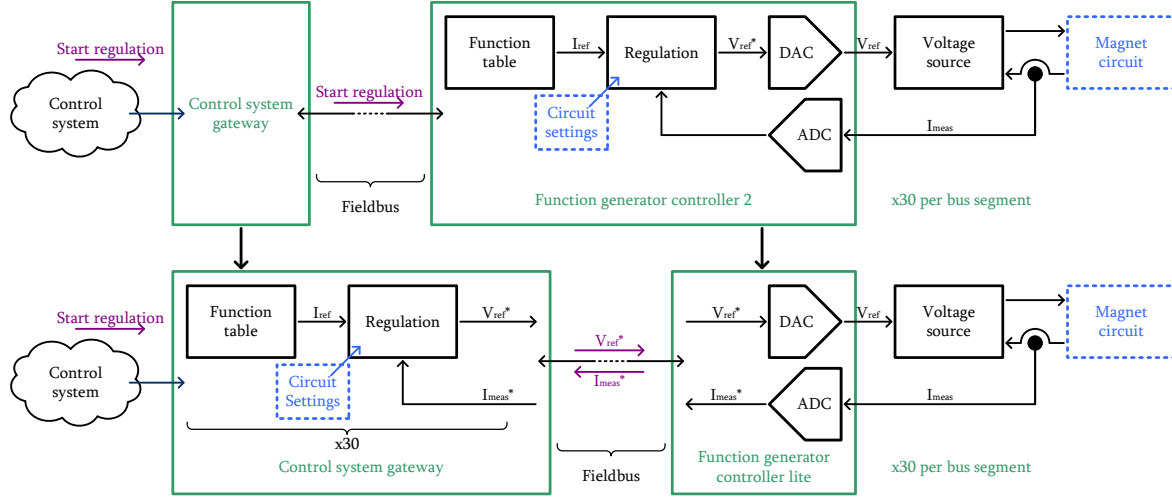 Start regulation
Control
system
Control system
gateway
Start regulation
Fieldbus
Function
table
Iref
Regulation
Vref*
DAC
Vref
Voltage
source
Magnet
circuit
Circuit
settings
ADC
Imeas
Function generator controller 2
x30 per bus segment
Start regulation
Control
system
Function
table
Iref
Regulation
Vref*
Circuit
Settings
Imeas*
x30
Control system gateway
Vref*
Imeas*
Fieldbus
Vref*
DAC
Vref
Voltage
source
Magnet
circuit
Imeas*
ADC
Imeas
Function generator
controller lite
x30 per bus segment